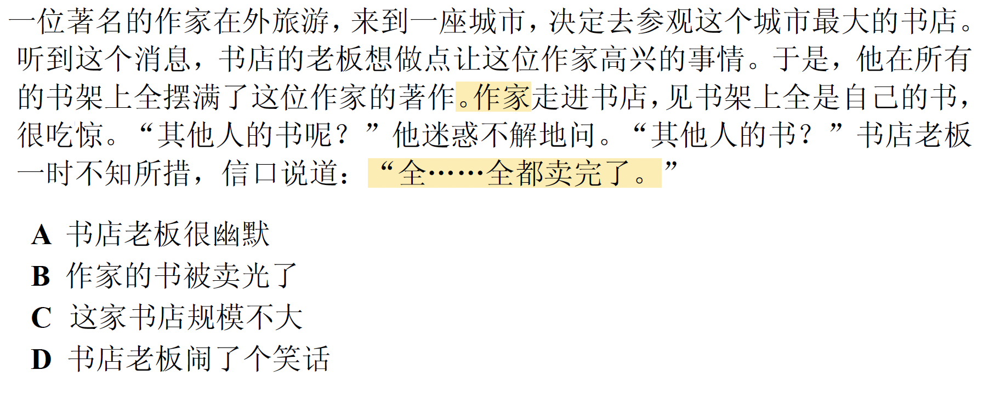 一位著名的作家在外旅游，来到一座城市，决定去参观这个城市最大的书店。
听到这个消息，书店的老板想做点让这位作家高兴的事情。于是，他在所有
的书架上全摆满了这位作家的著作。作家走进书店，见书架上全是自己的书，
很吃惊。“其他人的书呢？”他迷惑不解地问。“其他人的书？”书店老板
一时不知所措，信口说道：“全……全都卖完了。”
A 书店老板很幽默
B 作家的书被卖光了
C 这家书店规模不大
D 书店老板闹了个笑话